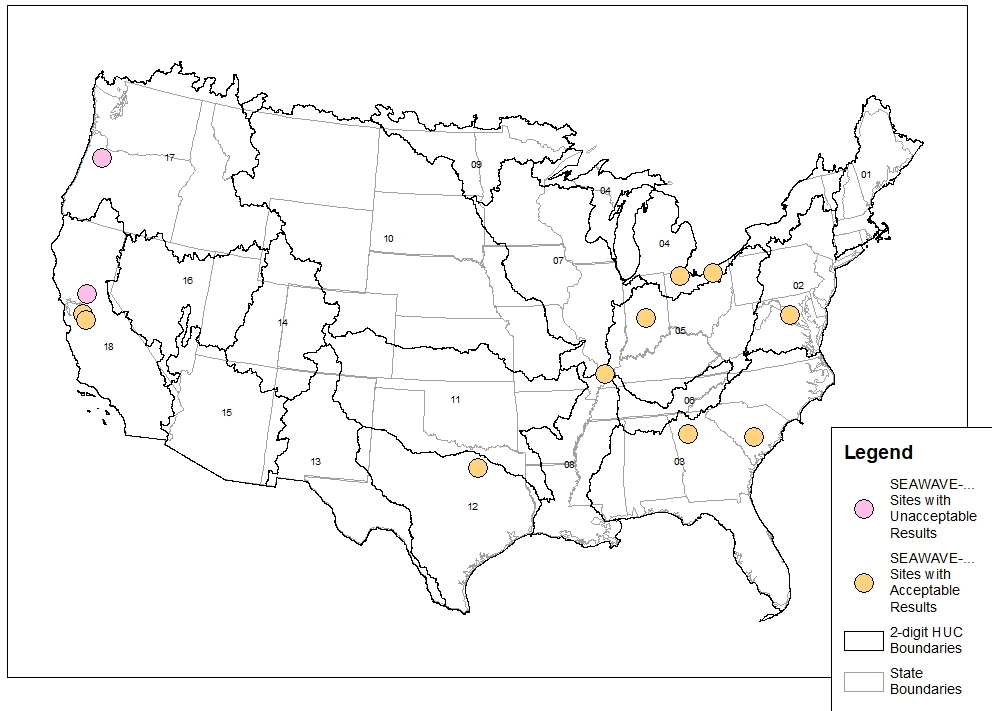 01
17
09
04
04
10
07
16
02
14
05
18
11
06
15
13
03
08
12
Legend
SEAWAVE-...
Sites with
Unacceptable
Results
SEAWAVE-...
Sites with
Acceptable
Results
2-digit HUC
Boundaries
State
Boundaries